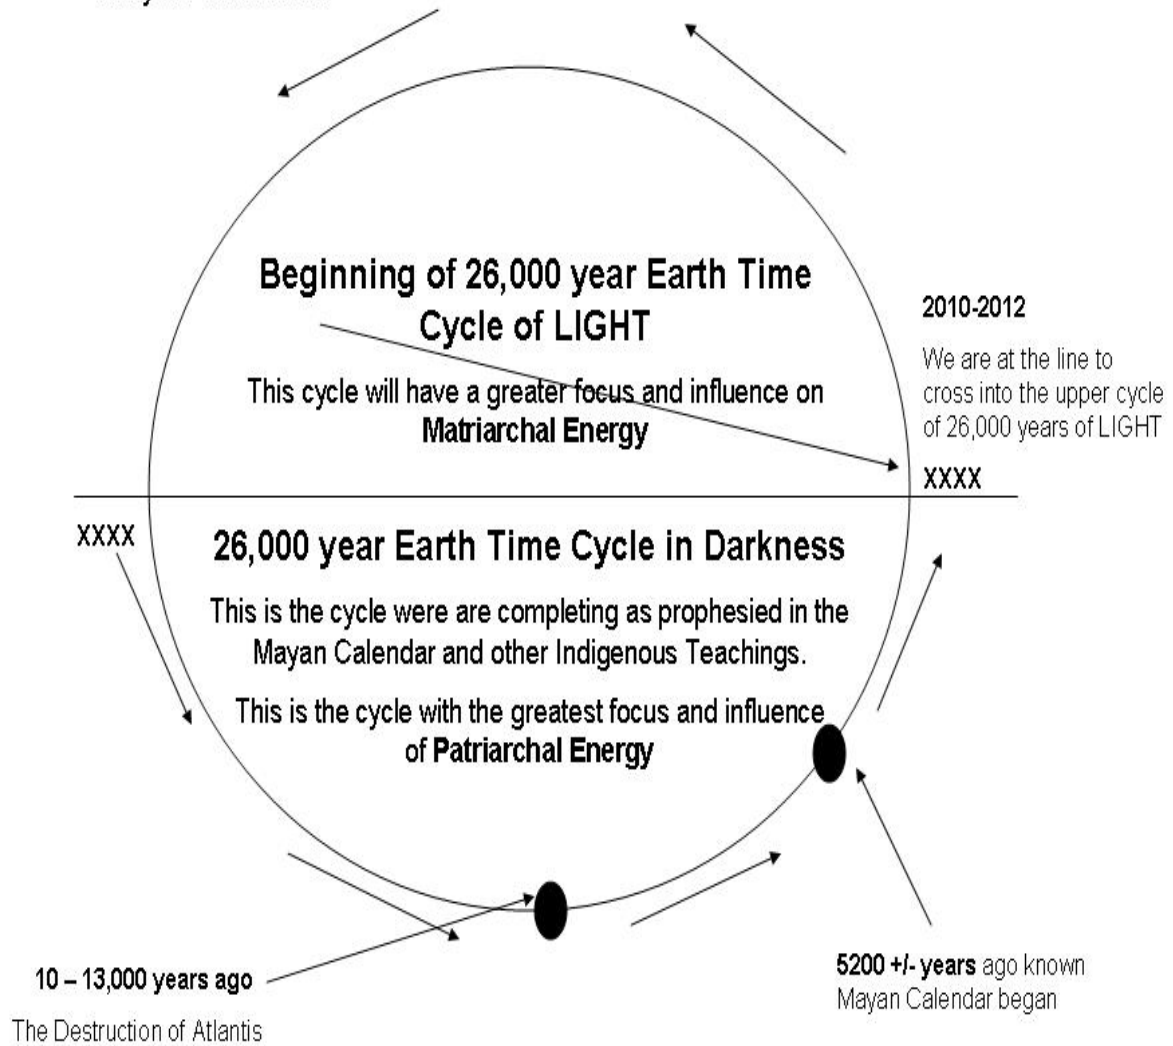 Beginning of 26,000 year Earth Time
Cycle of LIGHT
This cycle will have a greater focus and influence on
Matriarchal Energy
2010-2012
We are at the line to
cross into the upper cycle
of 26,000 years of LIGHT
XXXX
XXXX
26,000 year Earth Time Cycle in Darkness
This is the cycle were are completing as prophesied in the
Mayan Calendar and other Indigenous Teachings.
This is the cycle with the greatest focus and influence
of Patriarchal Energy
10 – 13,000 years ago
The Destruction of Atlantis
5200 +/- years ago known
Mayan Calendar began